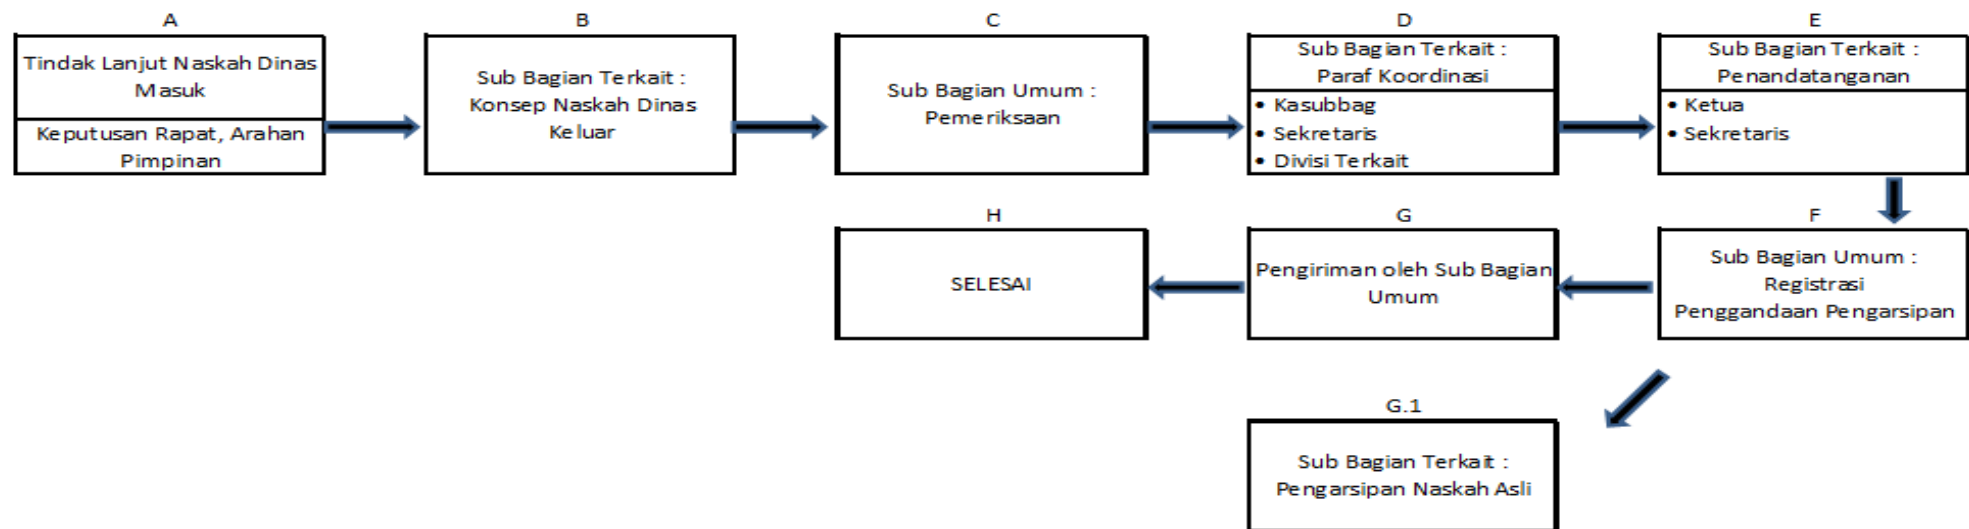 A
Tindak Lanjut Naskah Dinas
Masuk
Keputusan Rapat, Arahan
Pimpinan
B
Sub Bagian Terkait :
Konsep Naskah Dinas
Keluar
C
Sub Bagian Umum :
Pemeriksaan
D
Sub Bagian Terkait :
Paraf Koordinasi
• Kasubbag
• Sekretaris
• Divisi Terkait
E
Sub Bagian Terkait :
Penandatanganan
• Ketua
• Sekretaris
F
Sub Bagian Umum :
Registrasi
Penggandaan Pengarsipan
G
Pengiriman oleh Sub Bagian
Umum
H
SELESAI
G.1
Sub Bagian Terkait :
Pengarsipan Naskah Asli